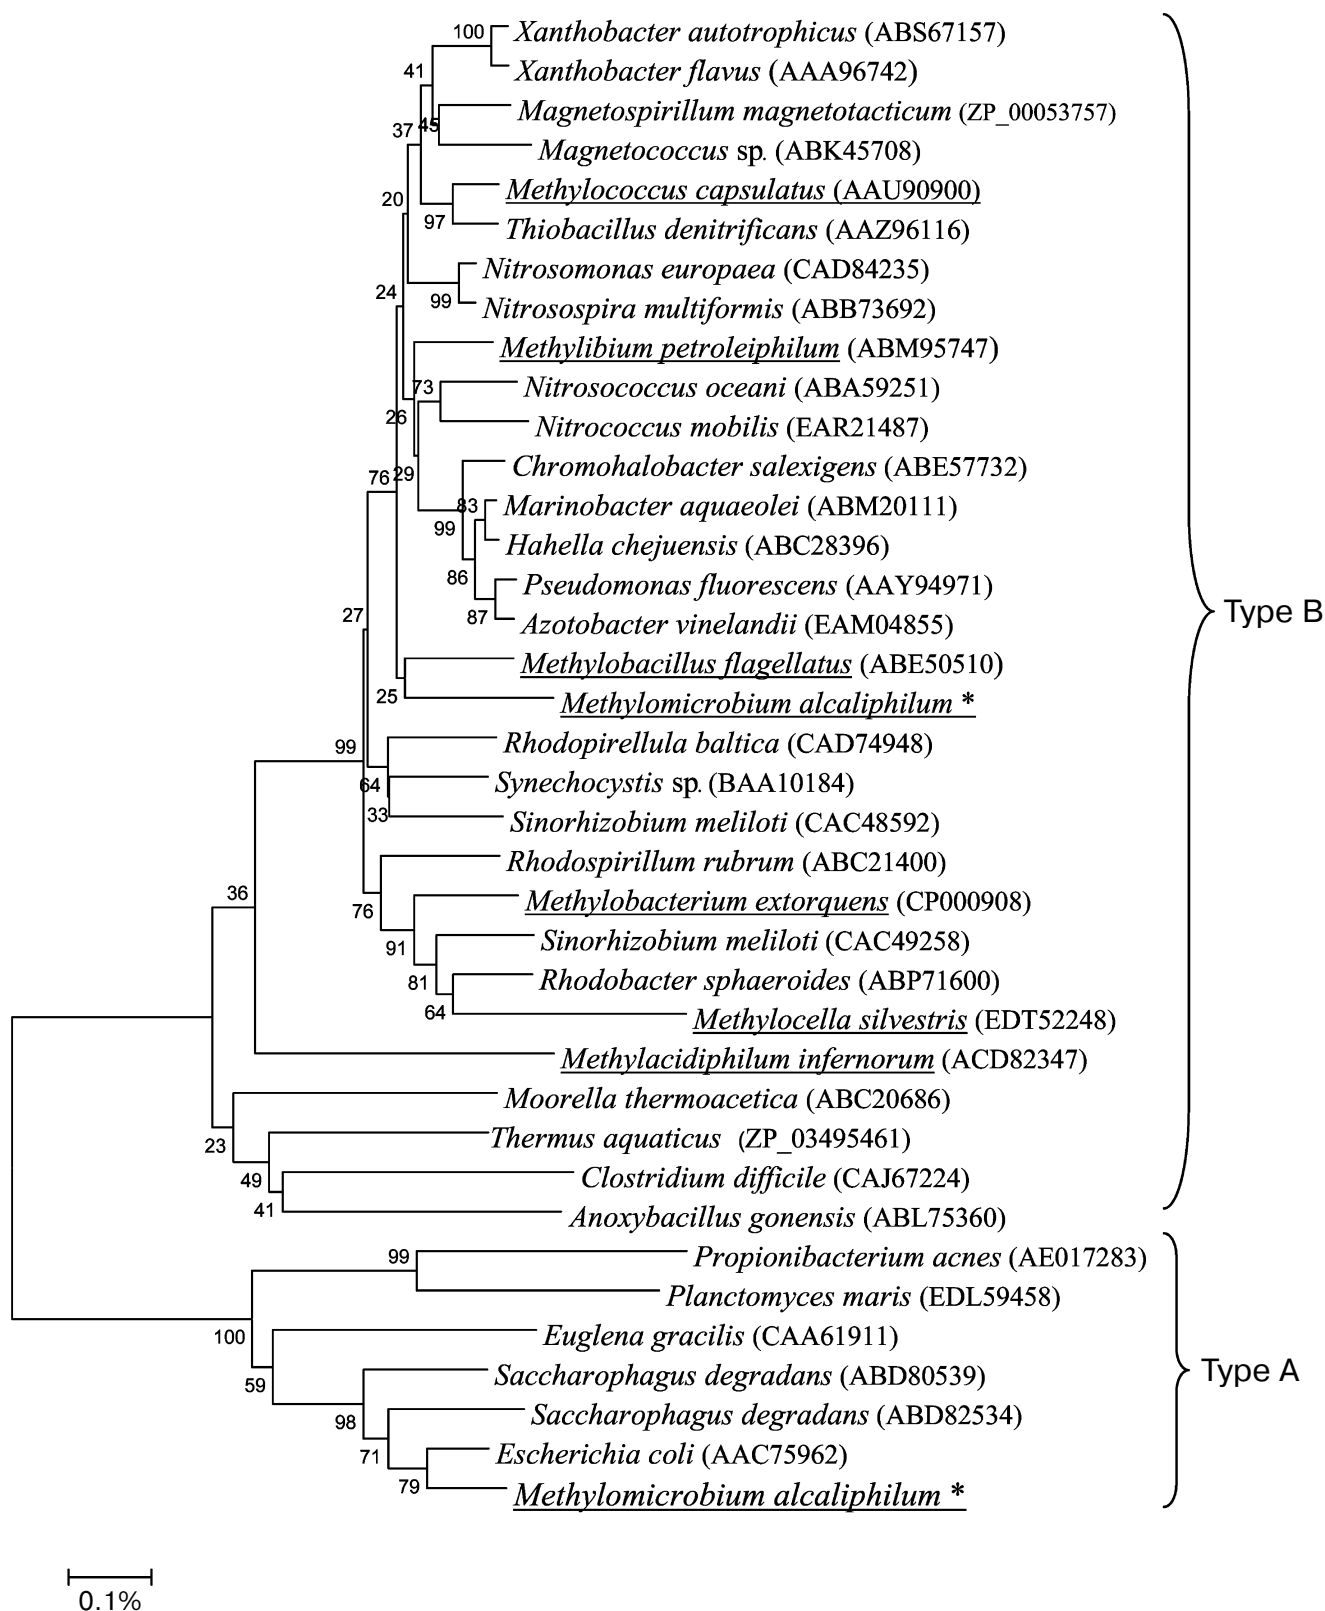 100 Xanthobacter autotrophicus (ABS67157)
Xanthobacter flavus (AAA96742)
41
Magnetospirillum magnetotacticum (ZP_00053757)
37 45
Magnetococcus sp. (ABK45708)
Methylococcus capsulatus (AAU90900)
20
97
Thiobacillus denitrificans (AAZ96116)
Nitrosomonas europaea (CAD84235)
24
99
Nitrosospira multiformis (ABB73692)
Methylibium petroleiphilum (ABM95747)
73
Nitrosococcus oceani (ABA59251)
26
Nitrococcus mobilis (EAR21487)
Chromohalobacter salexigens (ABE57732)
76 29
83
Marinobacter aquaeolei (ABM20111)
99
Hahella chejuensis (ABC28396)
86
Pseudomonas fluorescens (AAY94971)
27
87
Azotobacter vinelandii (EAM04855)
Type B
Methylobacillus flagellatus (ABE50510)
25
Methylomicrobium alcaliphilum *
99
Rhodopirellula baltica (CAD74948)
64
Synechocystis sp. (BAA10184)
33
Sinorhizobium meliloti (CAC48592)
Rhodospirillum rubrum (ABC21400)
36
76
Methylobacterium extorquens (CP000908)
91
Sinorhizobium meliloti (CAC49258)
81
Rhodobacter sphaeroides (ABP71600)
64
Methylocella silvestris (EDT52248)
Methylacidiphilum infernorum (ACD82347)
Moorella thermoacetica (ABC20686)
23
Thermus aquaticus (ZP_03495461)
49
Clostridium difficile (CAJ67224)
41
Anoxybacillus gonensis (ABL75360)
99
Propionibacterium acnes (AE017283)
Planctomyces maris (EDL59458)
100
Euglena gracilis (CAA61911)
59
Saccharophagus degradans (ABD80539)
Type A
98
Saccharophagus degradans (ABD82534)
71
Escherichia coli (AAC75962)
79
Methylomicrobium alcaliphilum *
0.1%